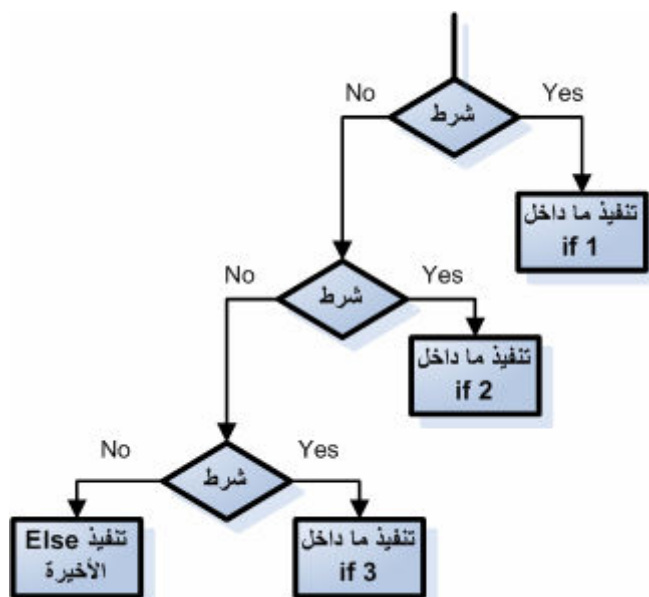 No
Yes
شرط
تنفيذ ما داخل
if 1
No
Yes
شرط
تنفيذ ما داخل
if 2
No
Yes
شرط
تنفيذ Else
الأخيرة
تنفيذ ما داخل
if 3